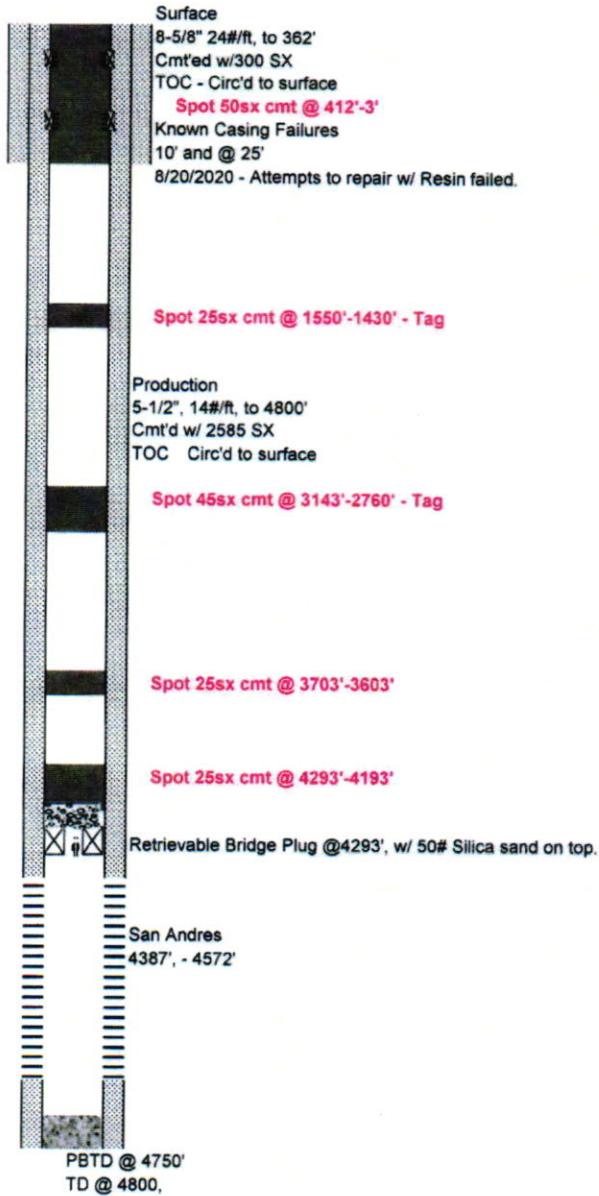 Surface
8-5/8" 24#/ft, to 362'
Cmt'ed w/300 SX
TOC - Circ'd to surface
Spot 50sx cmt @ 412'-3'
Known Casing Failures
10' and @ 25'
8/20/2020 - Attempts to repair w/ Resin failed.
Spot 25sx cmt @ 1550'-1430' - Tag
Production
5-1/2", 14#/ft, to 4800'
Cmt'd w/ 2585 SX
TOC Circ'd to surface
Spot 45sx cmt @ 3143'-2760' - Tag
Spot 25sx cmt @ 3703'-3603'
Spot 25sx cmt @ 4293'-4193'
Retrievable Bridge Plug @4293', w/ 50# Silica sand on top.
San Andres
4387', - 4572'
PBTD @ 4750'
TD @ 4800,